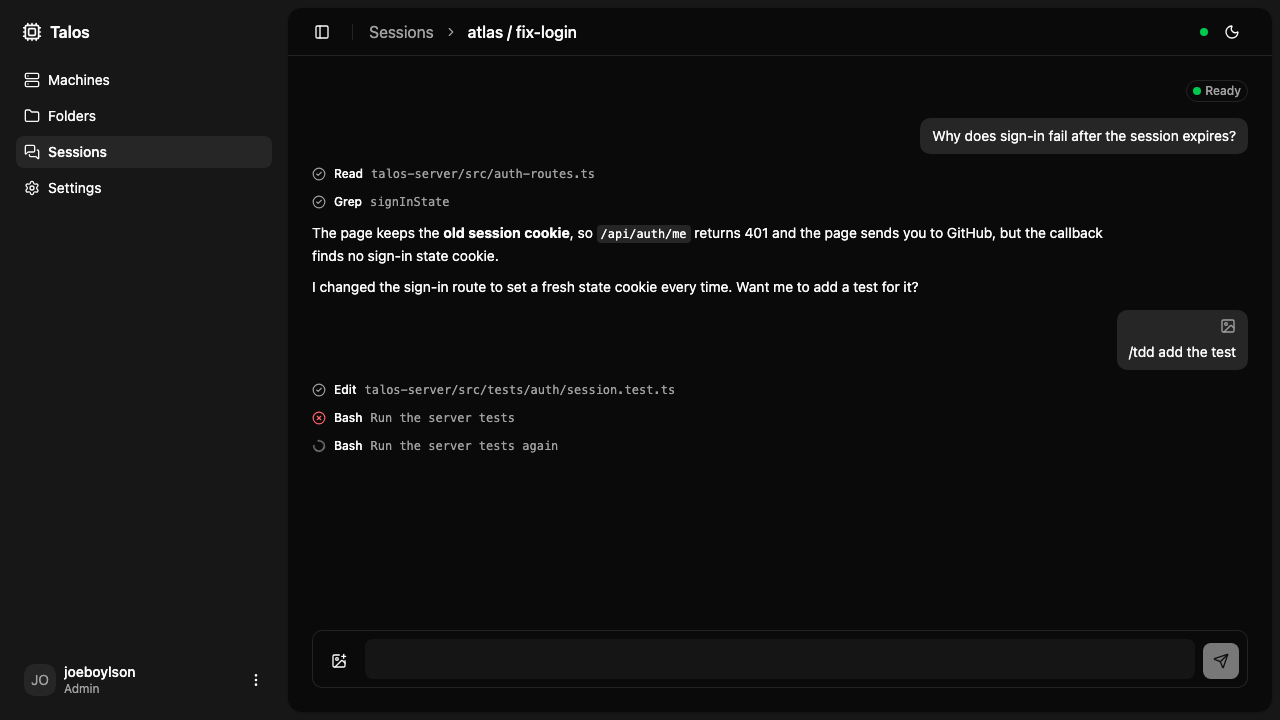 Talos
Machines
Folders
Sessions
Settings
joeboylson
JO
Admin
Sessions > atlas / fix-login
Ready
Why does sign-in fail after the session expires?
Read talos-server/src/auth-routes.ts
Grep signInState
The page keeps the old session cookie, so /api/auth/me returns 401 and the page sends you to GitHub, but the callback
finds no sign-in state cookie.
I changed the sign-in route to set a fresh state cookie every time. Want me to add a test for it?
/tdd add the test
Edit talos-server/src/tests/auth/session.test.ts
Bash Run the server tests
Bash Run the server tests again